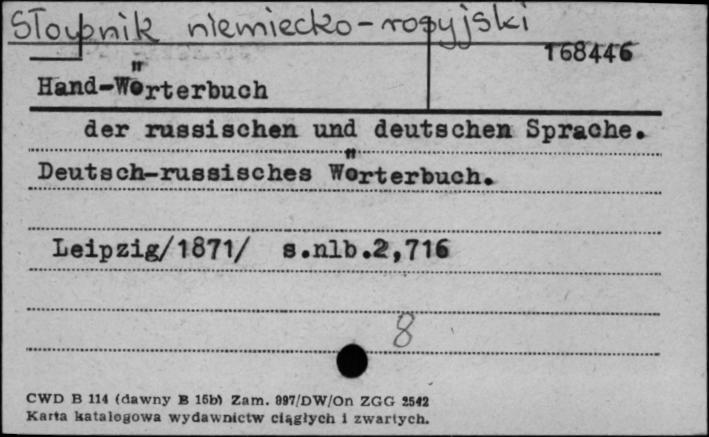 Słownik niemiecko-rosyjski
168446
Hand-Wörterbuch
der russischen und deutschen Sprache.
Deutsch-russisches Wörterbuch.
Leipzig/1871/ s.nlb.2,716
8
CWD B 114 (dawny B 15b) Zam. 997/DW/On ZGG 2542
Karta katalogowa wydawnictw ciągłych i zwartych.